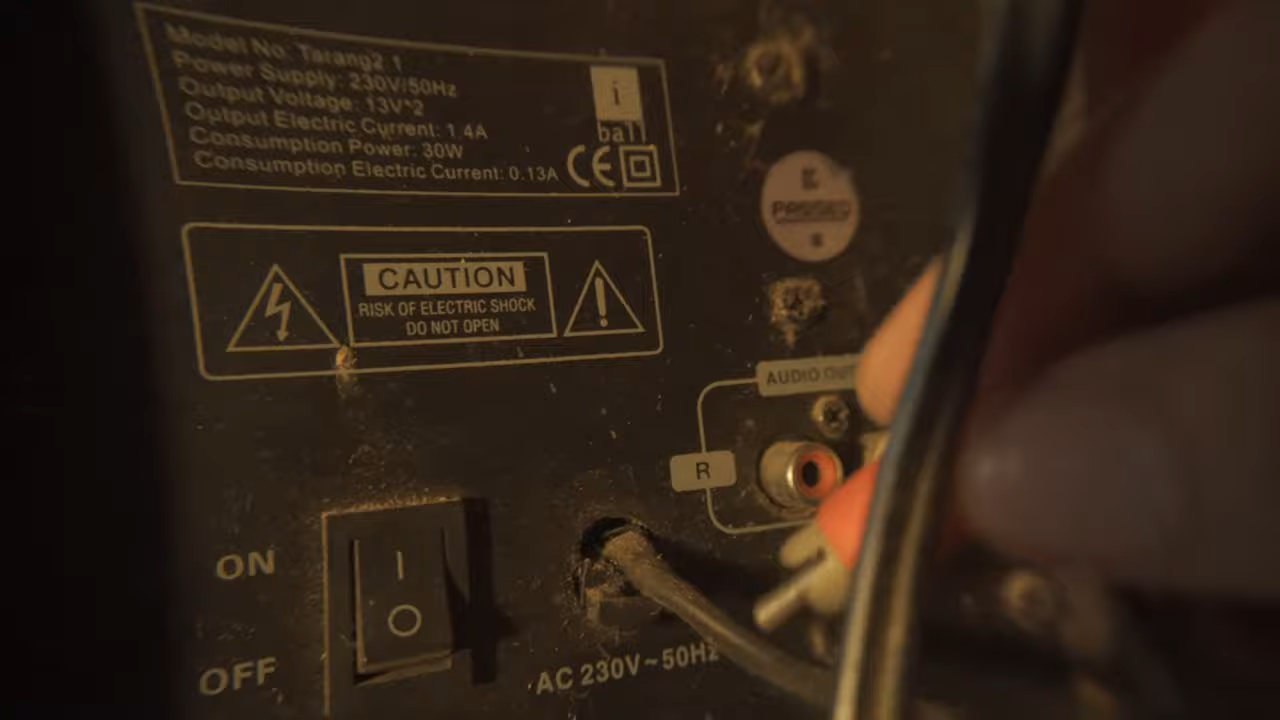 Model No: Tarang2.1
Power Supply: 230V/50Hz
Output Voltage: 13V*2
Output Electric Current: 1.4A
Consumption Power: 30W
Consumption Electric Current: 0.13A
i
ball
CE
PASSED
CAUTION
RISK OF ELECTRIC SHOCK
DO NOT OPEN
AUDIO
R
ON
OFF
AC 230V~50Hz